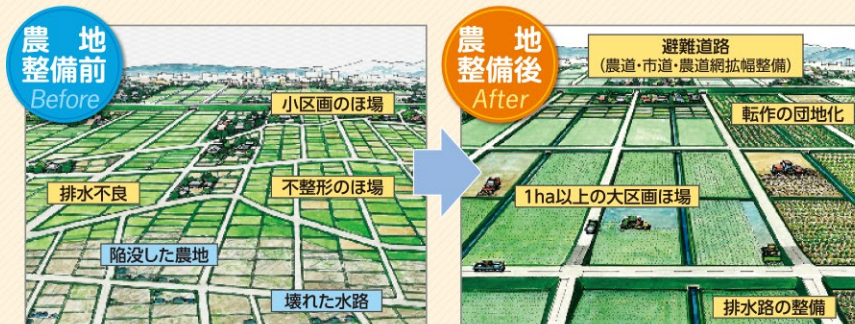 農地
整備前
Before
小区画のほ場
排水不良
不整形のほ場
陥没した農地
壊れた水路
農地
整備後
After
避難道路
(農道・市道・農道網拡幅整備)
転作の団地化
1ha以上の大区画ほ場
排水路の整備